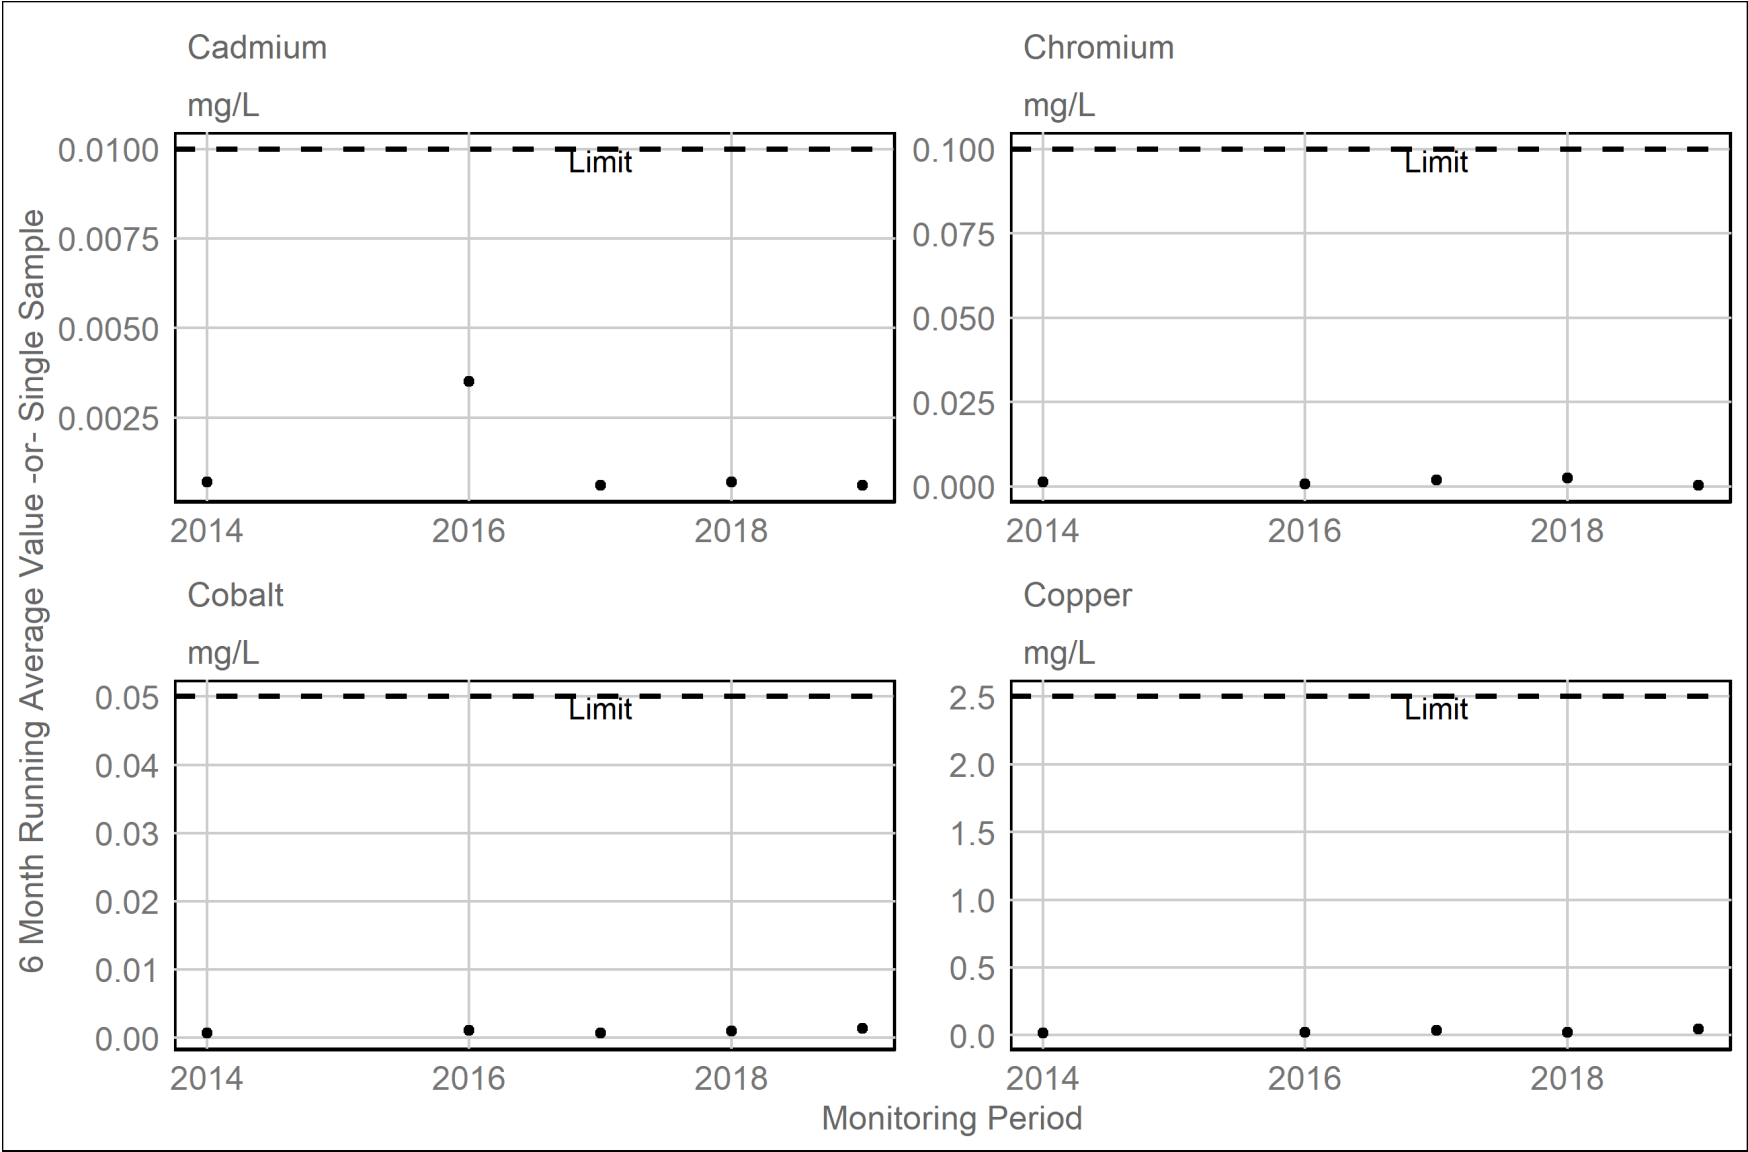 6 Month Running Average Value -or- Single Sample
Cadmium
mg/L
0.0100
0.0075
0.0050
0.0025
Limit
2014 2016 2018
Chromium
mg/L
0.100
0.075
0.050
0.025
0.000
Limit
2014 2016 2018
Cobalt
mg/L
0.05
0.04
0.03
0.02
0.01
0.00
Limit
2014 2016 2018
Copper
mg/L
2.5
2.0
1.5
1.0
0.5
0.0
Limit
2014 2016 2018
Monitoring Period